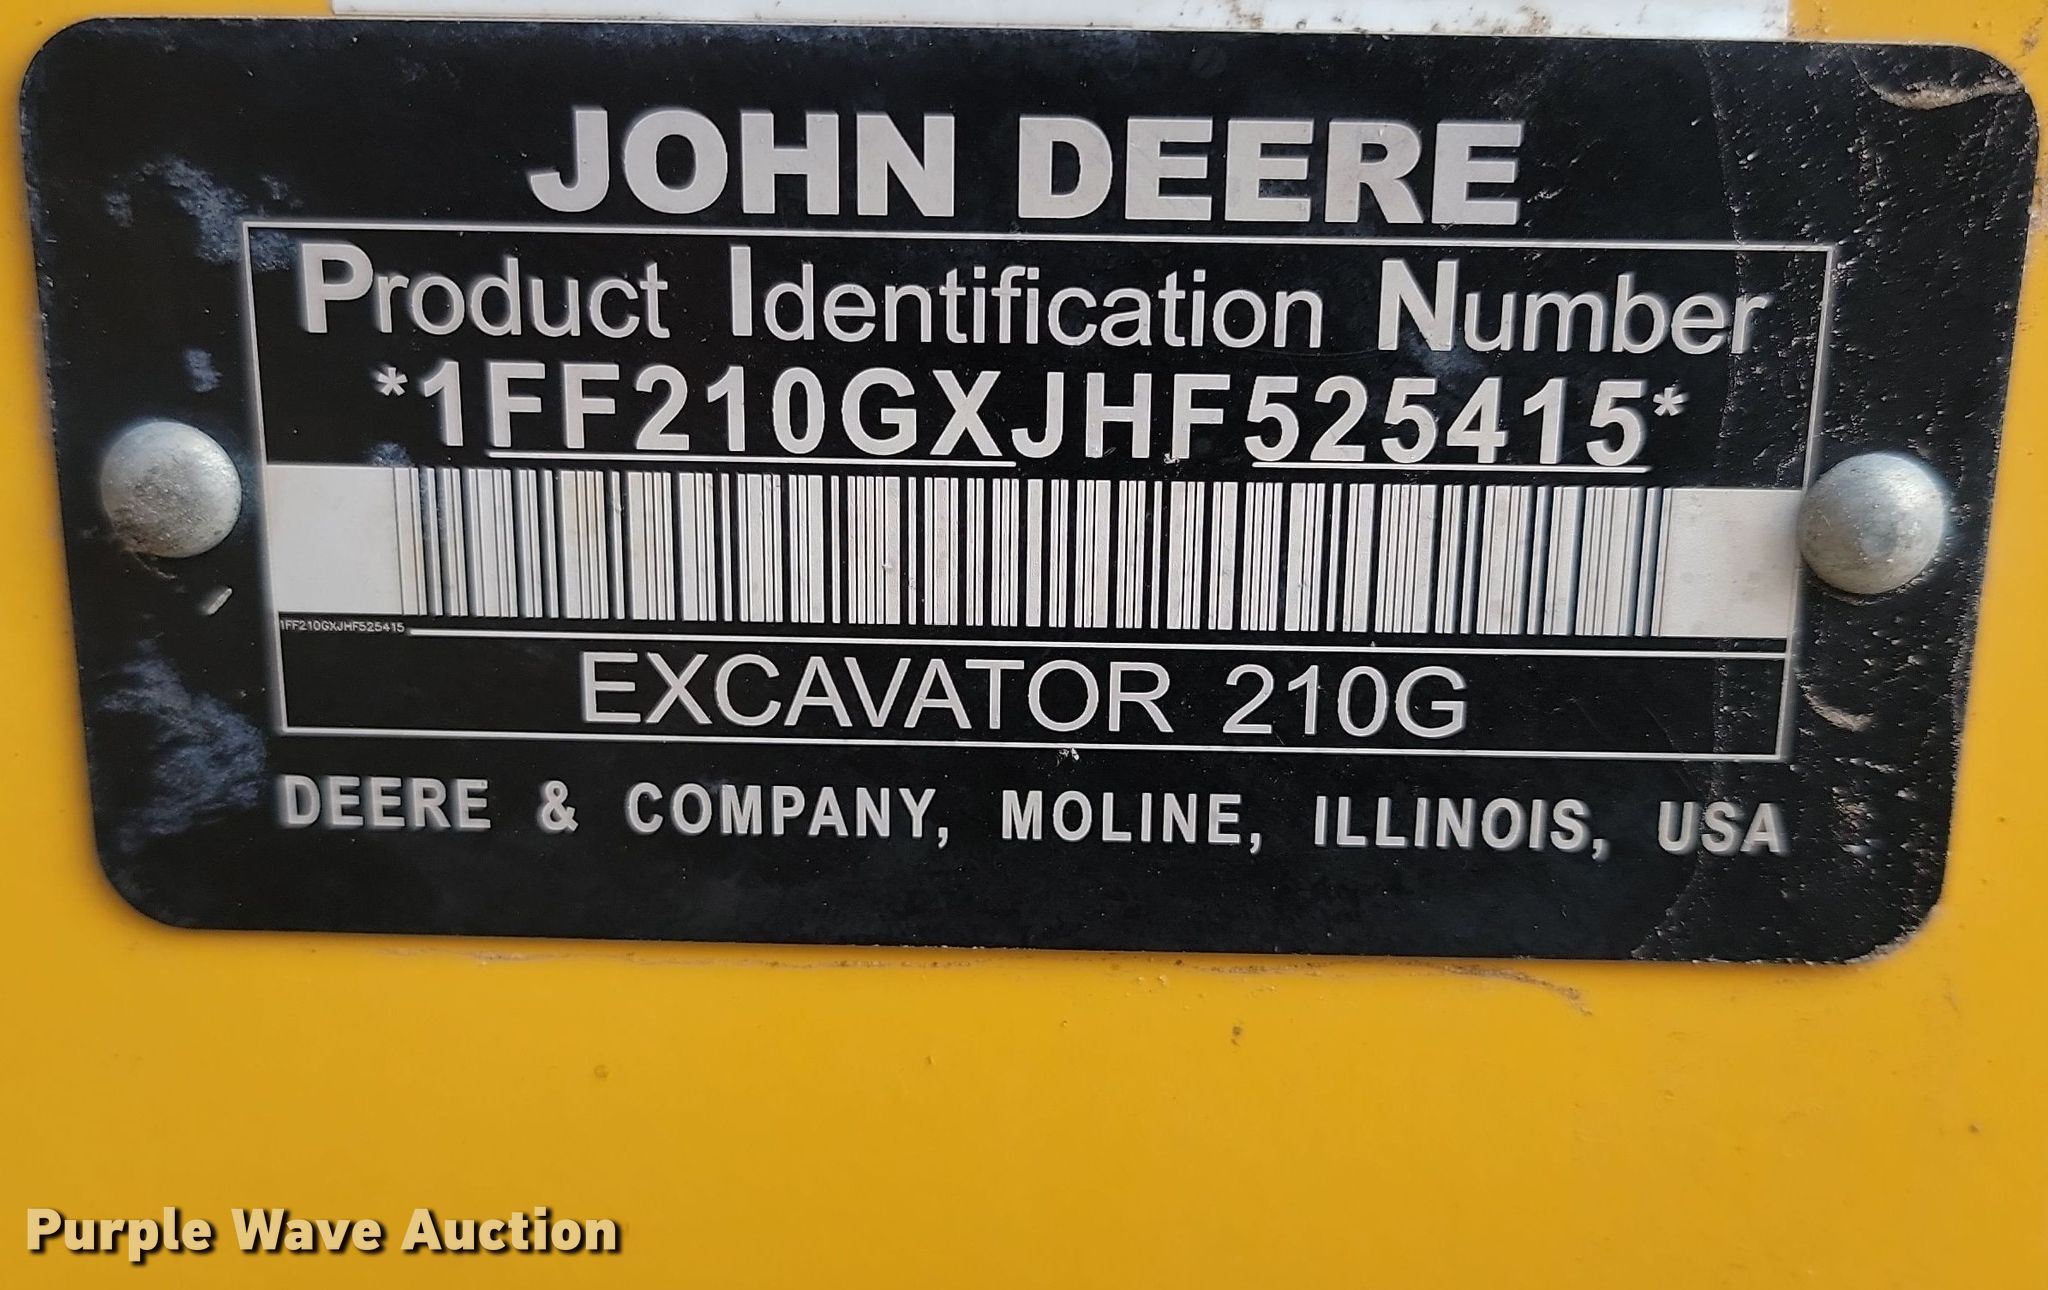 JOHN DEERE
Product Identification Number
*1FF210GXJHF525415*
1FF210GXJHF525415
EXCAVATOR 210G
DEERE & COMPANY, MOLINE, ILLINOIS, USA
Purple Wave Auction